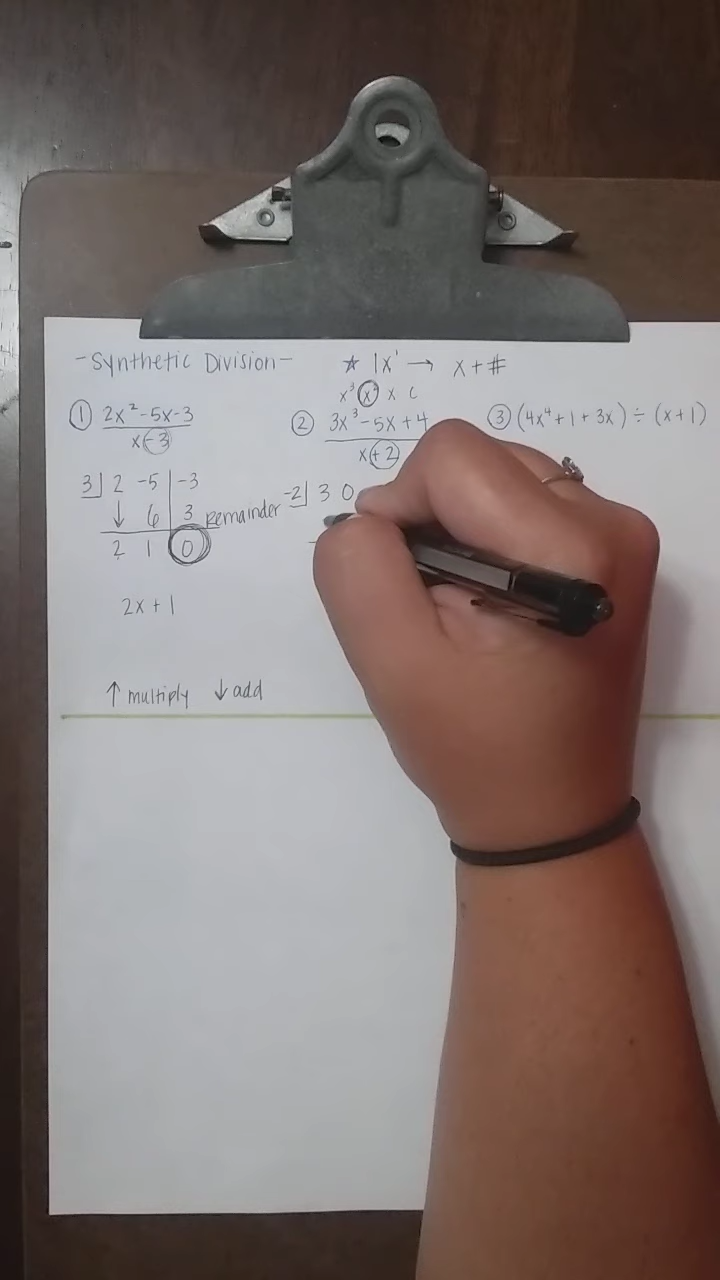 -Synthetic Division-
★ 1x¹ → x + #
x³ x² x c
① 2x² -5x -3
x -3
3 2 -5 -3
↓ 6 3 Remainder
2 1 0
2x + 1
↑ multiply ↓ add
② 3x³ - 5x + 4
x + 2
-2 3 0
③ (4x⁴ + 1 + 3x) ÷ (x + 1)